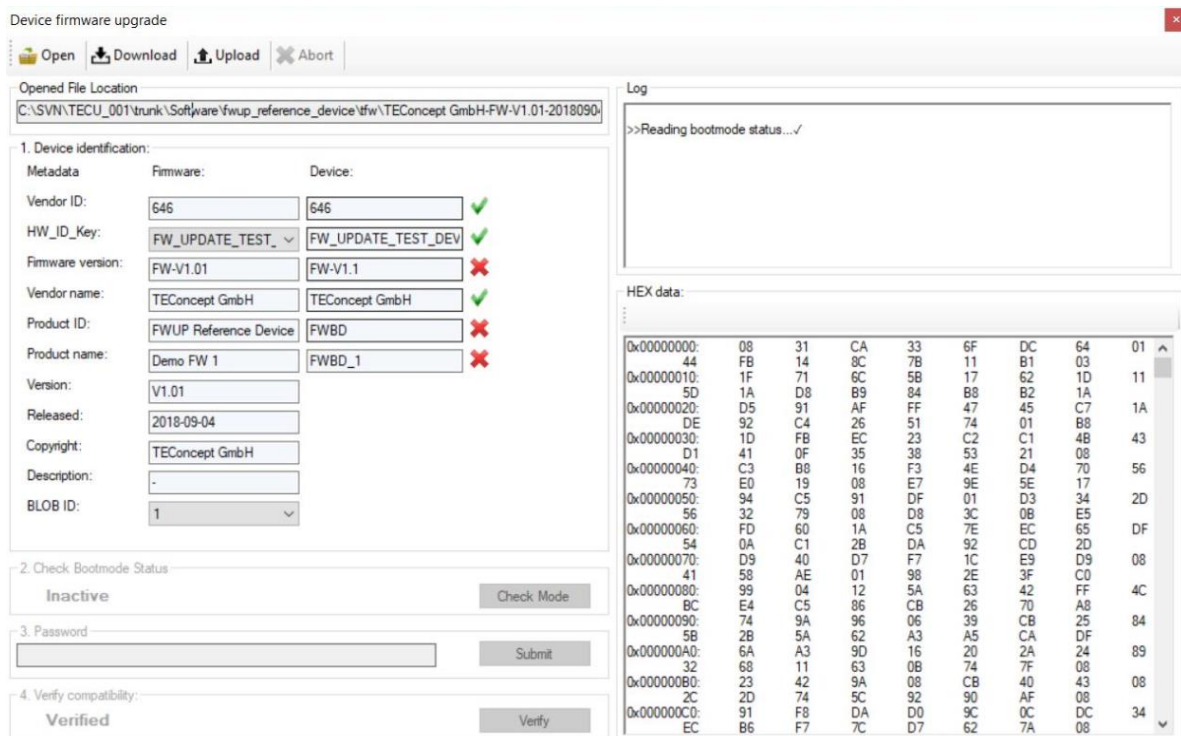 Device firmware upgrade
Open Download Upload Abort
Opened File Location
C:\SVN\TECU_001\trunk\Software\fwup_reference_device\tfw\TEConcept GmbH-FW-V1.01-2018090
1. Device identification:
Metadata Firmware: Device:
Vendor ID: 646 646
HW_ID_Key: FW_UPDATE_TEST_ FW_UPDATE_TEST_DEV
Firmware version: FW-V1.01 FW-V1.1
Vendor name: TEConcept GmbH TEConcept GmbH
Product ID: FWUP Reference Device FWBD
Product name: Demo FW 1 FWBD_1
Version: V1.01
Released: 2018-09-04
Copyright: TEConcept GmbH
Description: -
BLOB ID: 1
2. Check Bootmode Status
Inactive Check Mode
3. Password
Submit
4. Verify compatibility:
Verified Verify
Log
>>Reading bootmode status...✓
HEX data:
0x00000000: 08 31 CA 33 6F DC 64 01
44 FB 14 8C 7B 11 B1 03
0x00000010: 1F 71 6C 5B 17 62 1D 11
5D 1A D8 B9 84 B8 B2 1A
0x00000020: D5 91 AF FF 47 45 C7 1A
DE 92 C4 26 51 74 01 B8
0x00000030: 1D FB EC 23 C2 C1 4B 43
D1 41 0F 35 38 53 21 08
0x00000040: C3 B8 16 F3 4E D4 70 56
73 E0 19 08 E7 9E 5E 17
0x00000050: 94 C5 91 DF 01 D3 34 2D
56 32 79 08 D8 3C 0B E5
0x00000060: FD 60 1A C5 7E EC 65 DF
54 0A C1 2B DA 92 CD 2D
0x00000070: D9 40 D7 F7 1C E9 D9 08
41 58 AE 01 98 2E 3F C0
0x00000080: 99 04 12 5A 63 42 FF 4C
BC E4 C5 86 CB 26 70 A8
0x00000090: 74 9A 96 06 39 CB 25 84
5B 2B 5A 62 A3 A5 CA DF
0x000000A0: 6A A3 9D 16 20 2A 24 89
32 68 11 63 0B 74 7F 08
0x000000B0: 23 42 9A 08 CB 40 43 08
2C 2D 74 5C 92 90 AF 08
0x000000C0: 91 F8 DA D0 9C 0C DC 34
EC B6 F7 7C D7 62 7A 08